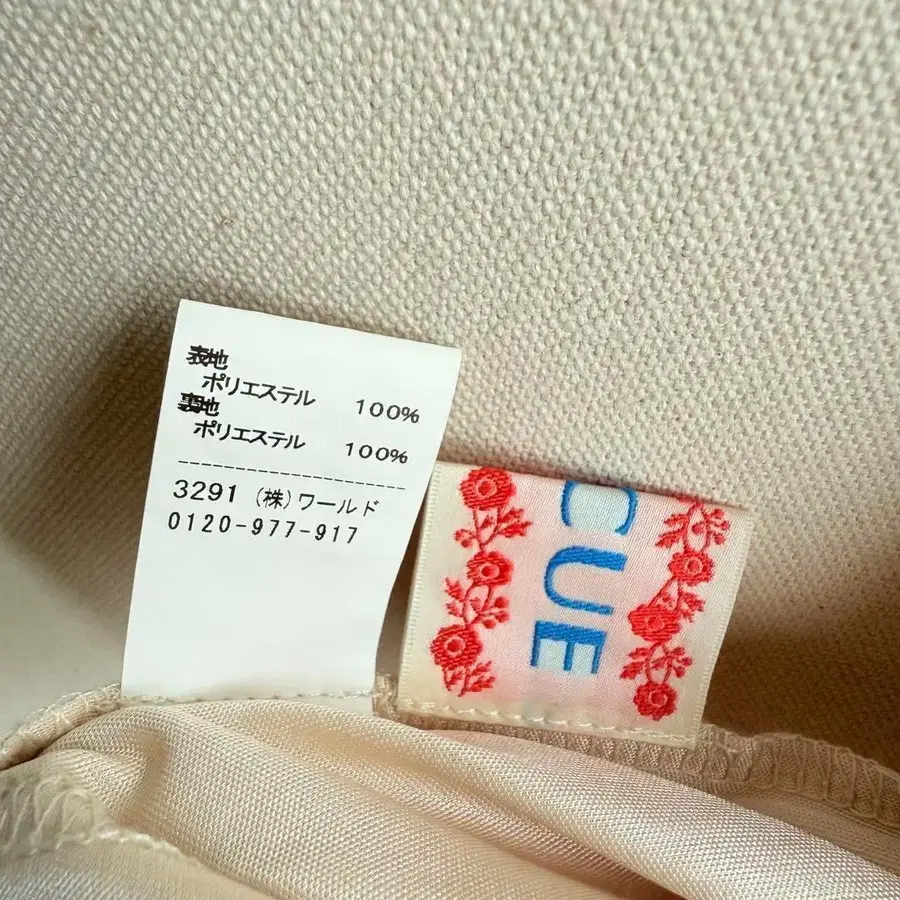 表地
ポリエステル 100%
裏地
ポリエステル 100%
3291 (株)ワールド
0120-977-917
CUE